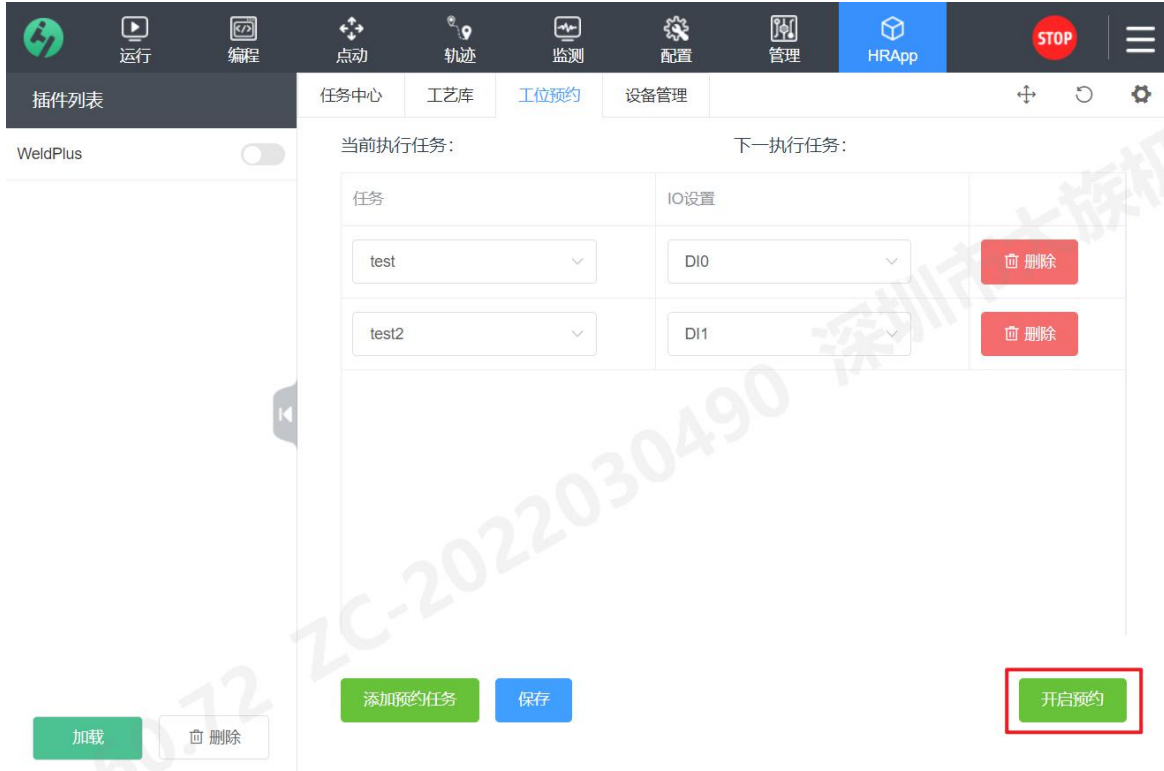 运行
编程
点动
轨迹
监测
配置
管理
HRApp
STOP
插件列表
任务中心
工艺库
工位预约
设备管理
WeldPlus
当前执行任务：
下一执行任务：
任务
IO设置
test
DI0
删除
test2
DI1
删除
添加预约任务
保存
开启预约
加载
删除
60.72 ZC-2022030490 深圳市大族机